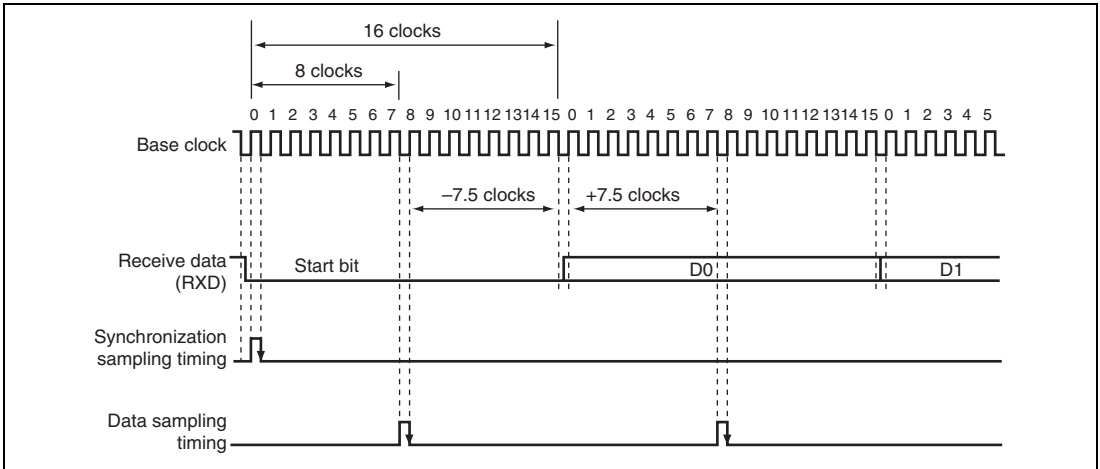 16 clocks
8 clocks
0 1 2 3 4 5 6 7 8 9 10 11 12 13 14 15 0 1 2 3 4 5 6 7 8 9 10 11 12 13 14 15 0 1 2 3 4 5
Base clock
–7.5 clocks +7.5 clocks
Receive data
(RXD)
Start bit D0 D1
Synchronization
sampling timing
Data sampling
timing